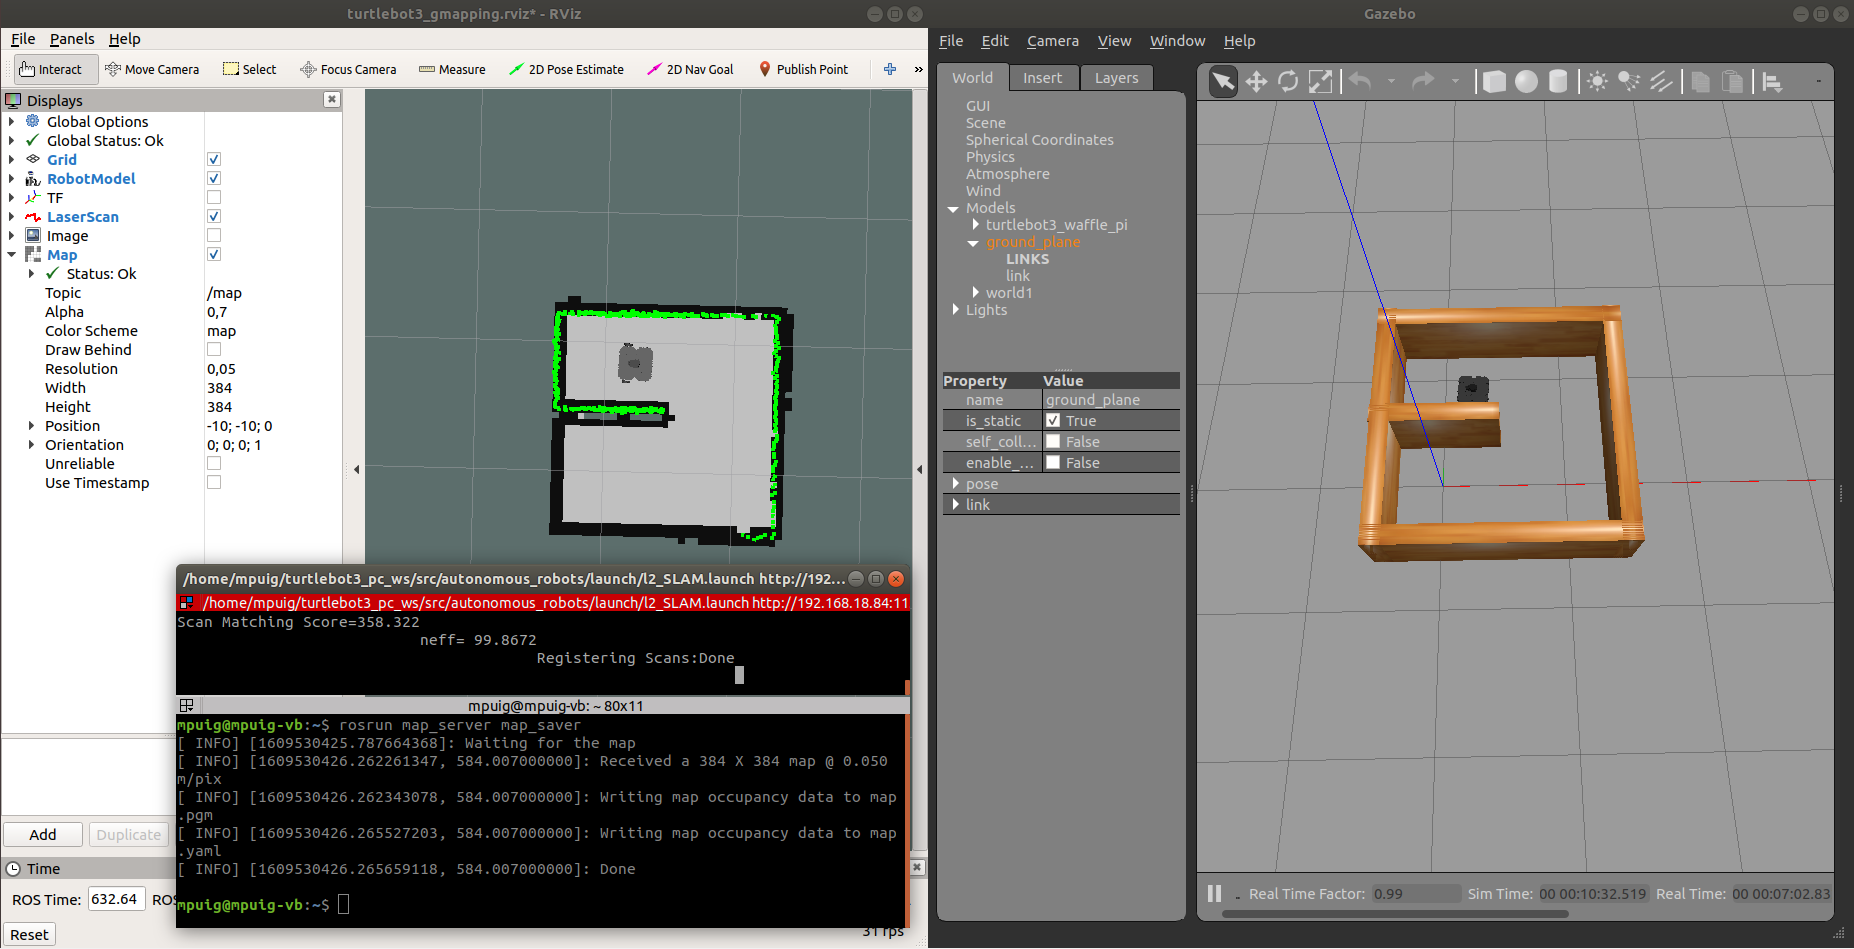 turtlebot3_gmapping.rviz* - RViz
File Panels Help
Interact Move Camera Select Focus Camera Measure 2D Pose Estimate 2D Nav Goal Publish Point »
Displays
Global Options
Global Status: Ok
Grid
RobotModel
TF
LaserScan
Image
Map
Status: Ok
Topic /map
Alpha 0,7
Color Scheme map
Draw Behind
Resolution 0,05
Width 384
Height 384
Position -10; -10; 0
Orientation 0; 0; 0; 1
Unreliable
Use Timestamp
Add Duplicate
Time
ROS Time: 632.64 ROS
Reset
31 fps
/home/mpuig/turtlebot3_pc_ws/src/autonomous_robots/launch/l2_SLAM.launch http://192...
/home/mpuig/turtlebot3_pc_ws/src/autonomous_robots/launch/l2_SLAM.launch http://192.168.18.84:11
Scan Matching Score=358.322
neff= 99.8672
Registering Scans:Done
mpuig@mpuig-vb: ~ 80x11
mpuig@mpuig-vb:~$ rosrun map_server map_saver
[ INFO] [1609530425.787664368]: Waiting for the map
[ INFO] [1609530426.262261347, 584.007000000]: Received a 384 X 384 map @ 0.050
m/pix
[ INFO] [1609530426.262343078, 584.007000000]: Writing map occupancy data to map
.pgm
[ INFO] [1609530426.265527203, 584.007000000]: Writing map occupancy data to map
.yaml
[ INFO] [1609530426.265659118, 584.007000000]: Done
mpuig@mpuig-vb:~$
Gazebo
File Edit Camera View Window Help
World Insert Layers
GUI
Scene
Spherical Coordinates
Physics
Atmosphere
Wind
Models
turtlebot3_waffle_pi
ground_plane
LINKS
link
world1
Lights
Property Value
name ground_plane
is_static True
self_coll... False
enable_... False
pose
link
Real Time Factor: 0.99 Sim Time: 00 00:10:32.519 Real Time: 00 00:07:02.83